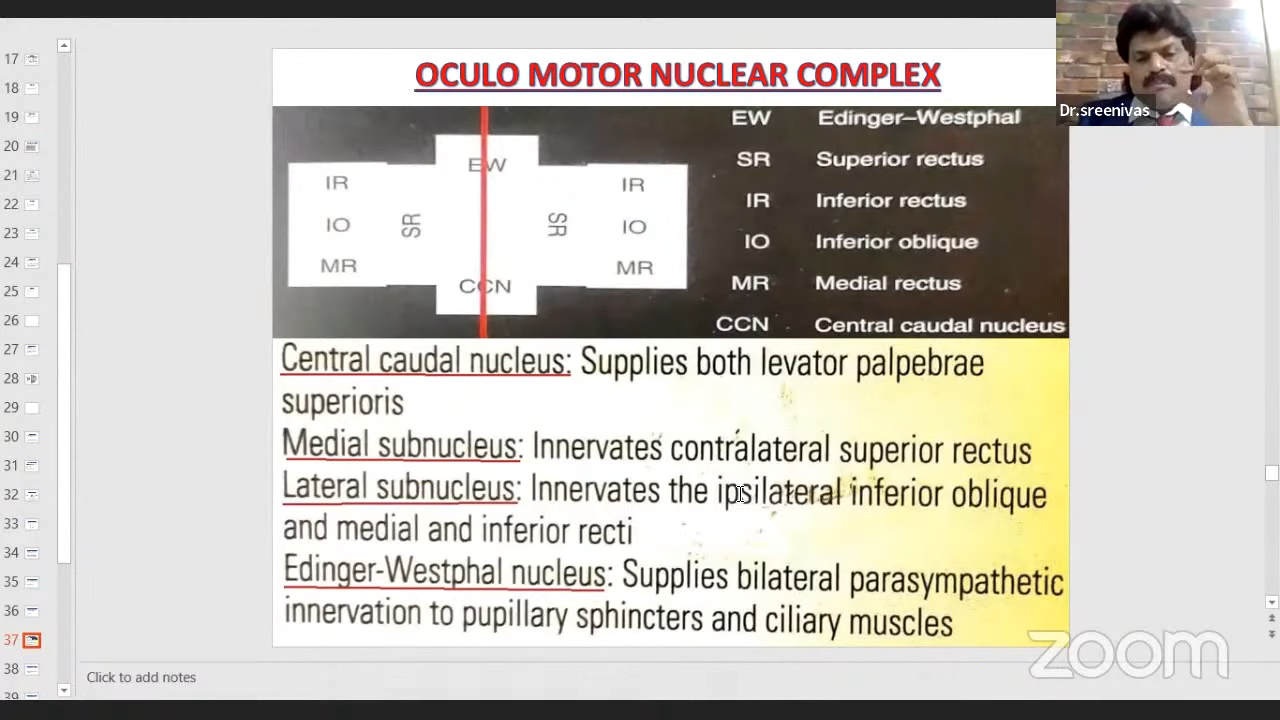 OCULO MOTOR NUCLEAR COMPLEX
Dr.sreenivas
EW Edinger–Westphal
SR Superior rectus
IR Inferior rectus
IO Inferior oblique
MR Medial rectus
CCN Central caudal nucleus
EW
IR
IR
SR
SR
IO
IO
MR
MR
CCN
Central caudal nucleus: Supplies both levator palpebrae
superioris
Medial subnucleus: Innervates contralateral superior rectus
Lateral subnucleus: Innervates the ipsilateral inferior oblique
and medial and inferior recti
Edinger-Westphal nucleus: Supplies bilateral parasympathetic
innervation to pupillary sphincters and ciliary muscles
zoom
Click to add notes
17
18
19
20
21
22
23
24
25
26
27
28
29
30
31
32
33
34
35
36
37
38
39